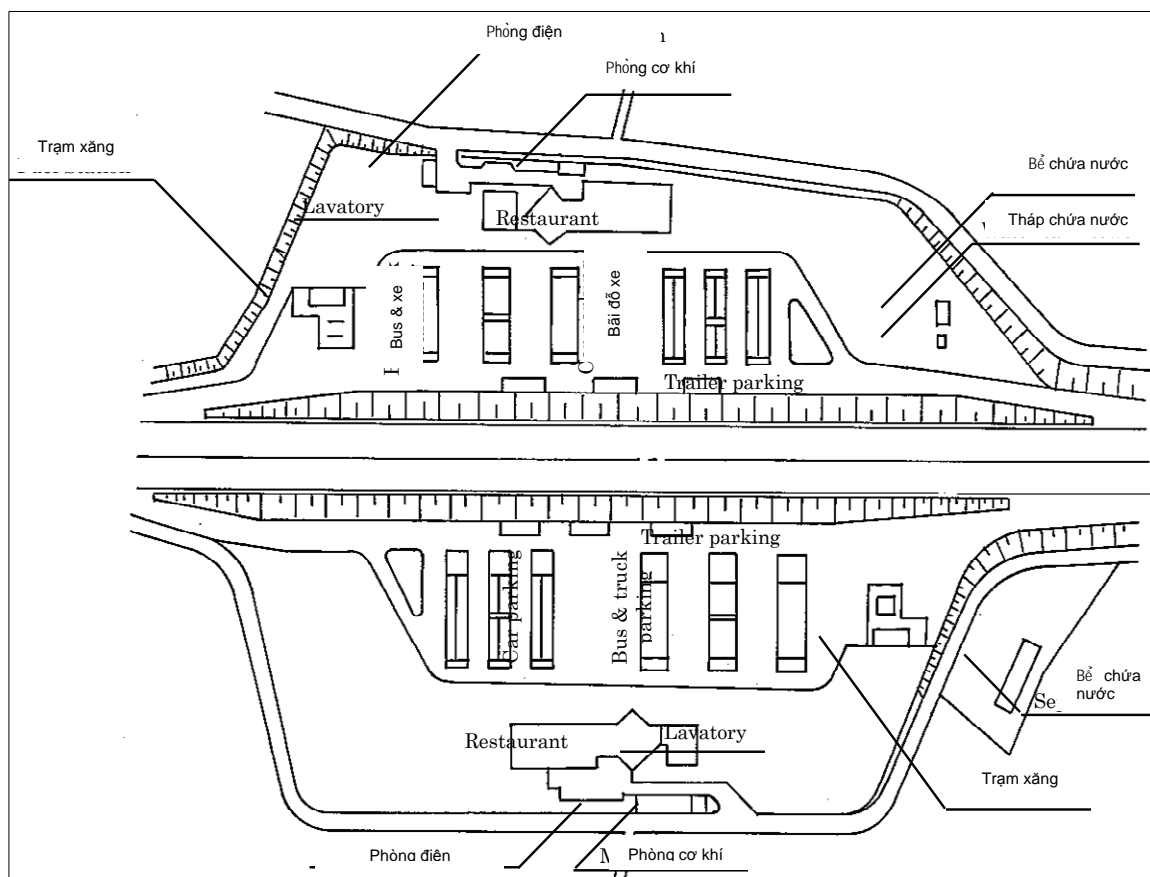 Phòng điện
Phòng cơ khí
Trạm xăng
Bể chứa nước
Lavatory
Restaurant
Tháp chứa nước
Bus & xe
Bãi đỗ xe
Trailer parking
Trailer parking
Car parking
Bus & truck
parking
Bể chứa
nước
Restaurant
Lavatory
Trạm xăng
Phòng điên
Phòng cơ khí